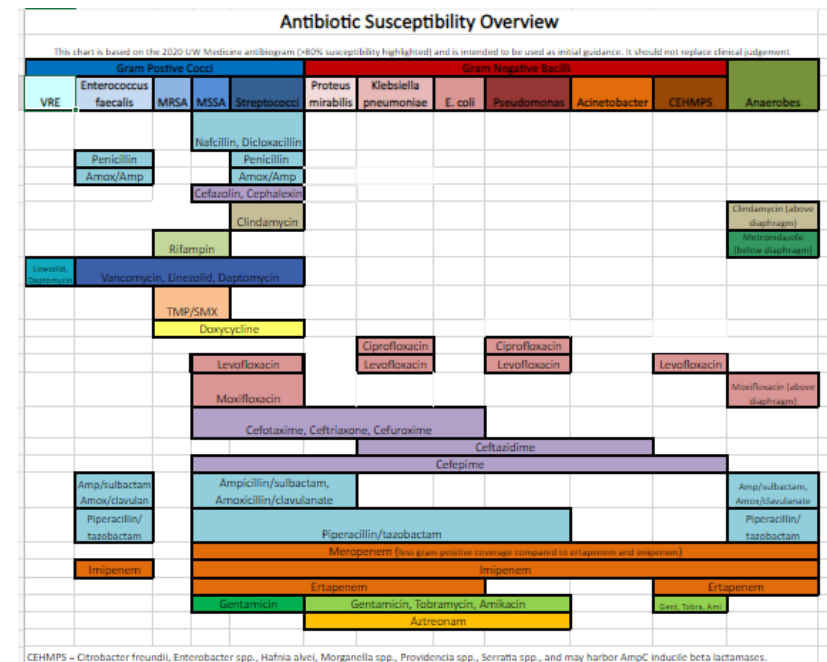 Antibiotic Susceptibility Overview
This chart is based on the 2020 UW Medicine antibiogram (>80% susceptibility highlighted) and is intended to be used as initial guidance. It should not replace clinical judgement
Gram Postive Cocci Gram Negative Bacilli
VRE Enterococcus faecalis MRSA MSSA Streptococci Proteus mirabilis Klebsiella pneumoniae E. coli Pseudomonas Acinetobacter CEHMPS Anaerobes
Nafcillin, Dicloxacillin
Penicillin Penicillin
Amox/Amp Amox/Amp
Cefazolin, Cephalexin
Clindamycin Clindamycin (above diaphragm)
Rifampin Metronidazole (below diaphragm)
Linezolid, Daptomycin Vancomycin, Linezolid, Daptomycin
TMP/SMX
Doxycycline
Ciprofloxacin Ciprofloxacin
Levofloxacin Levofloxacin Levofloxacin Levofloxacin
Moxifloxacin Moxifloxacin (above diaphragm)
Cefotaxime, Ceftriaxone, Cefuroxime
Ceftazidime
Cefepime
Amp/sulbactam Ampicillin/sulbactam, Amp/sulbactam,
Amox/clavulan Amoxicillin/clavulanate Amox/clavulanate
Piperacillin/ Piperacillin/
tazobactam Piperacillin/tazobactam tazobactam
Meropenem (less gram positive coverage compared to ertapenem and imipenem)
Imipenem Imipenem
Ertapenem Ertapenem
Gentamicin Gentamicin, Tobramycin, Amikacin Gent, Tobra, Ami
Aztreonam
CEHMPS = Citrobacter freundii, Enterobacter spp., Hafnia alvei, Morganella spp., Providencia spp., Serratia spp., and may harbor AmpC inducile beta lactamases.